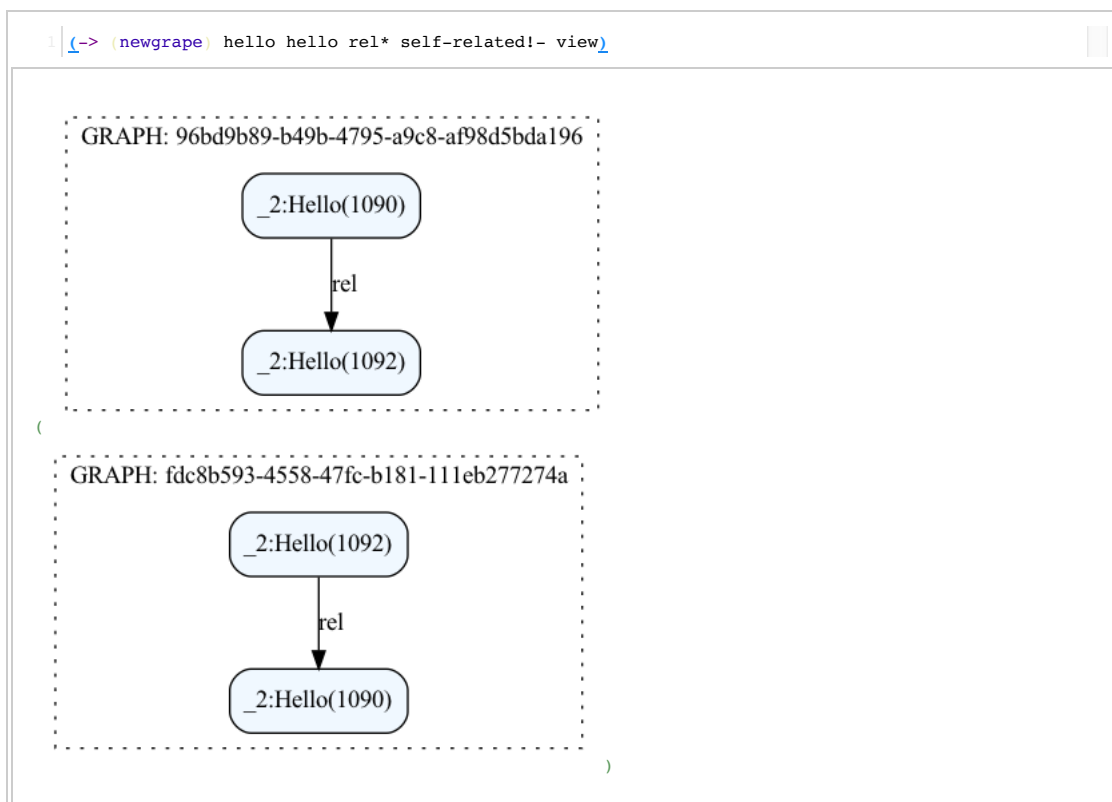 1 (-> (newgrape) hello hello rel* self-related!- view)
GRAPH: 96bd9b89-b49b-4795-a9c8-af98d5bda196
_2:Hello(1090)
rel
_2:Hello(1092)
(
GRAPH: fdc8b593-4558-47fc-b181-111eb277274a
_2:Hello(1092)
rel
_2:Hello(1090)
)